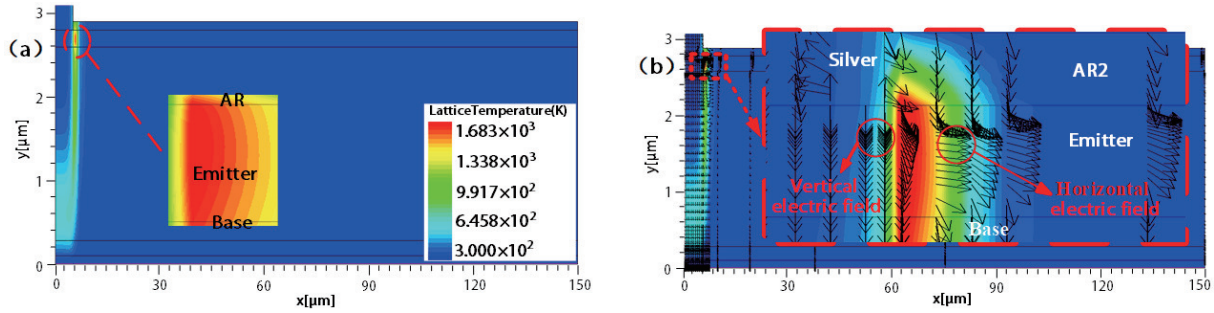 (a)
3
2
1
0
y[μm]
0
30
60
90
120
150
x[μm]
AR
Emitter
Base
LatticeTemperature(K)
1.683×10³
1.338×10³
9.917×10²
6.458×10²
3.000×10²
(b)
3
2
1
0
y[μm]
0
30
60
90
120
150
x[μm]
Silver
AR2
Emitter
Vertical
electric field
Horizontal
electric field
Base